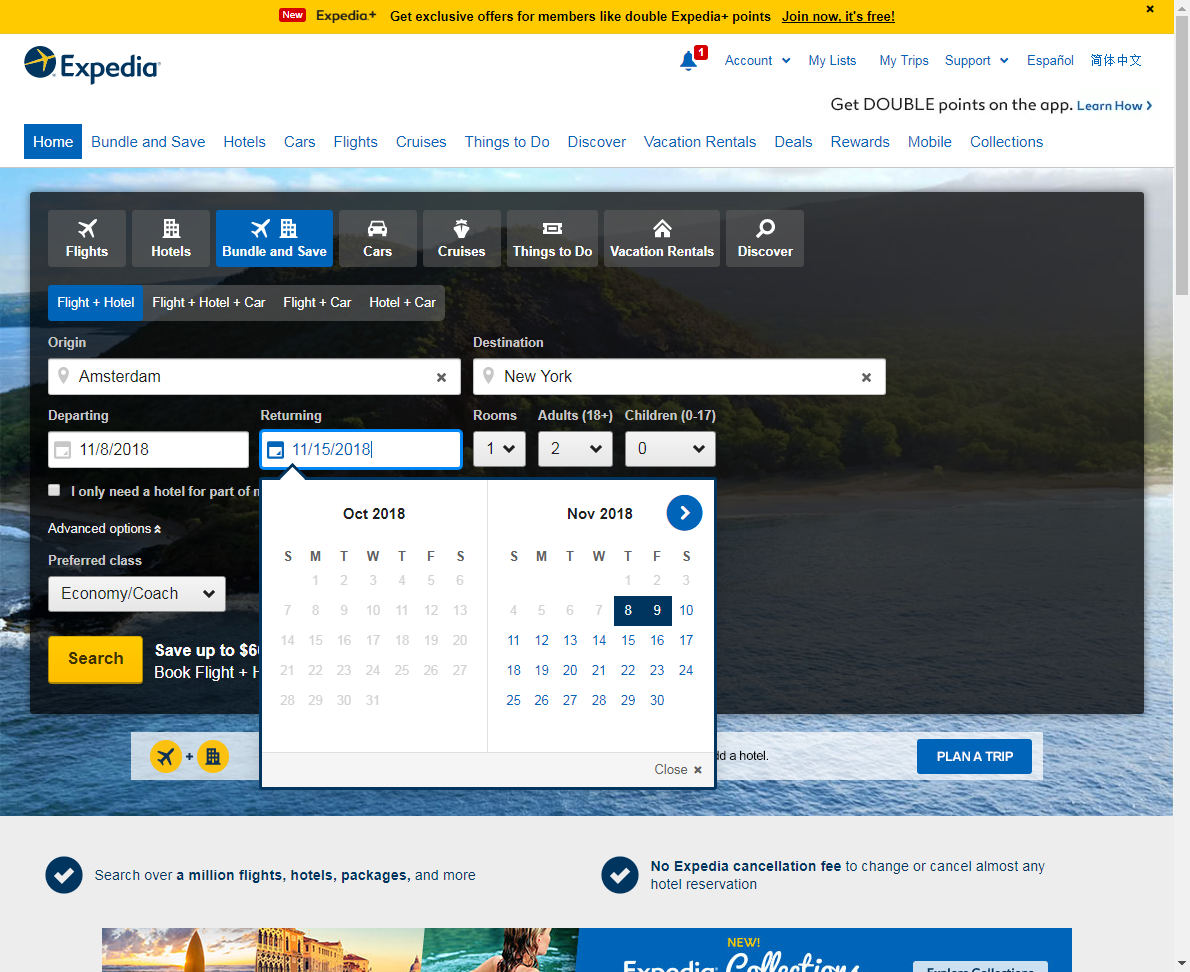 New Expedia+ Get exclusive offers for members like double Expedia+ points Join now, it's free!
Expedia
1 Account My Lists My Trips Support Español 简体中文
Get DOUBLE points on the app. Learn How
Home Bundle and Save Hotels Cars Flights Cruises Things to Do Discover Vacation Rentals Deals Rewards Mobile Collections
Flights Hotels Bundle and Save Cars Cruises Things to Do Vacation Rentals Discover
Flight + Hotel Flight + Hotel + Car Flight + Car Hotel + Car
Origin Destination
Amsterdam New York
Departing Returning Rooms Adults (18+) Children (0-17)
11/8/2018 11/15/2018 1 2 0
I only need a hotel for part of
Advanced options
Preferred class
Economy/Coach
Search
Save up to
Book Flight +
Oct 2018
S M T W T F S
1 2 3 4 5 6
7 8 9 10 11 12 13
14 15 16 17 18 19 20
21 22 23 24 25 26 27
28 29 30 31
Nov 2018
S M T W T F S
1 2 3
4 5 6 7 8 9 10
11 12 13 14 15 16 17
18 19 20 21 22 23 24
25 26 27 28 29 30
Close
+ a hotel.
PLAN A TRIP
Search over a million flights, hotels, packages, and more
No Expedia cancellation fee to change or cancel almost any
hotel reservation
NEW!
Expedia Collections
Explore Collections